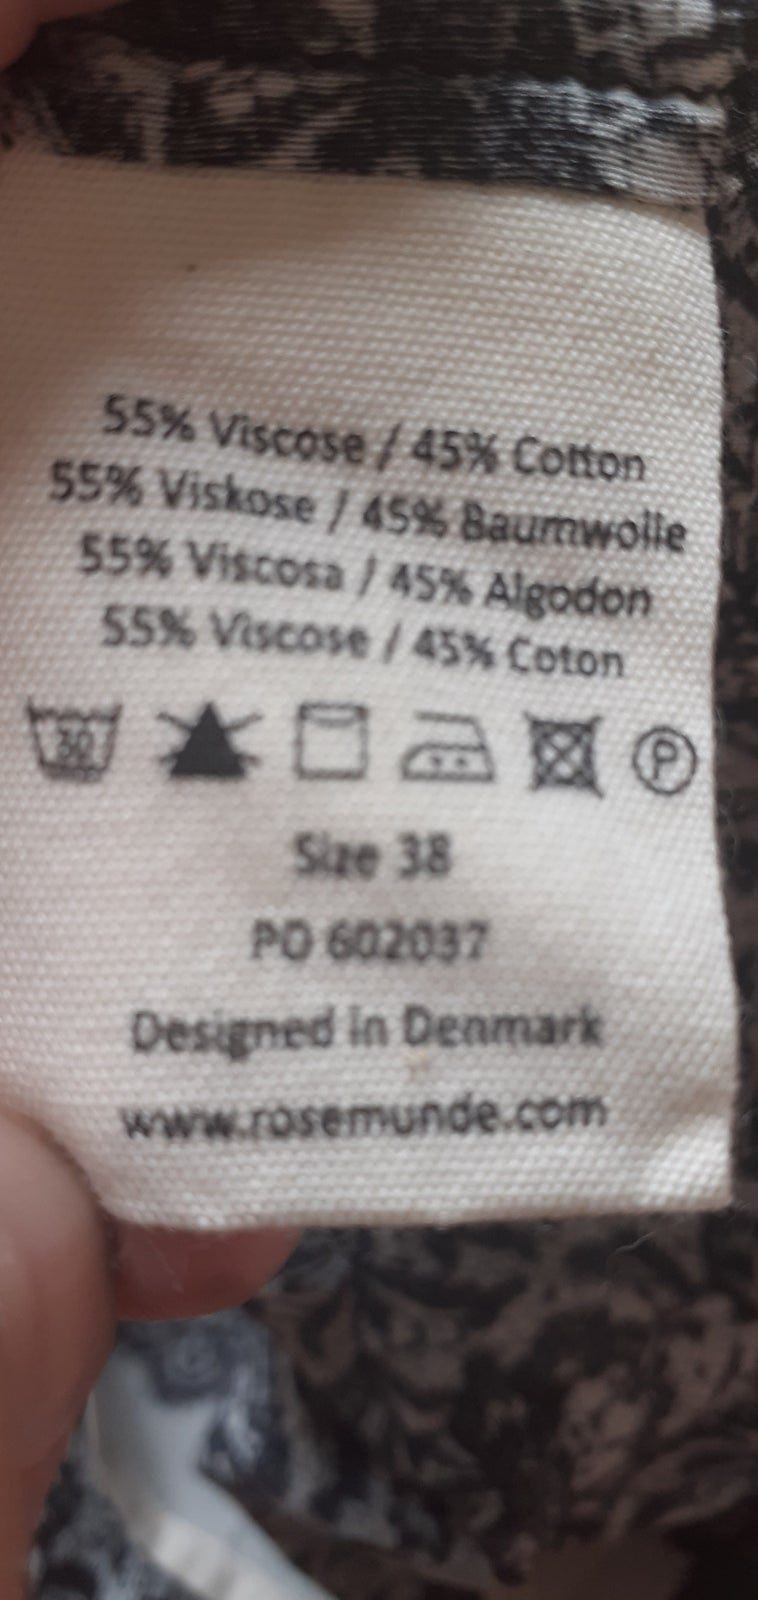 55% Viscose / 45% Cotton
55% Viskose / 45% Baumwolle
55% Viscosa / 45% Algodon
55% Viscose / 45% Coton
30 P
Size 38
PO 602037
Designed in Denmark
www.rosemunde.com